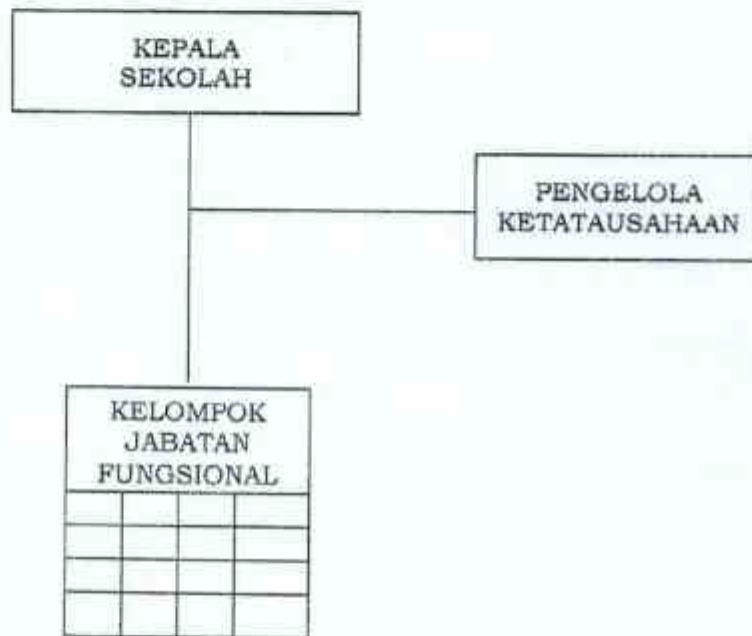 KEPALA
SEKOLAH
PENGELOLA
KETATAUSAHAAN
KELOMPOK
JABATAN
FUNGSIONAL